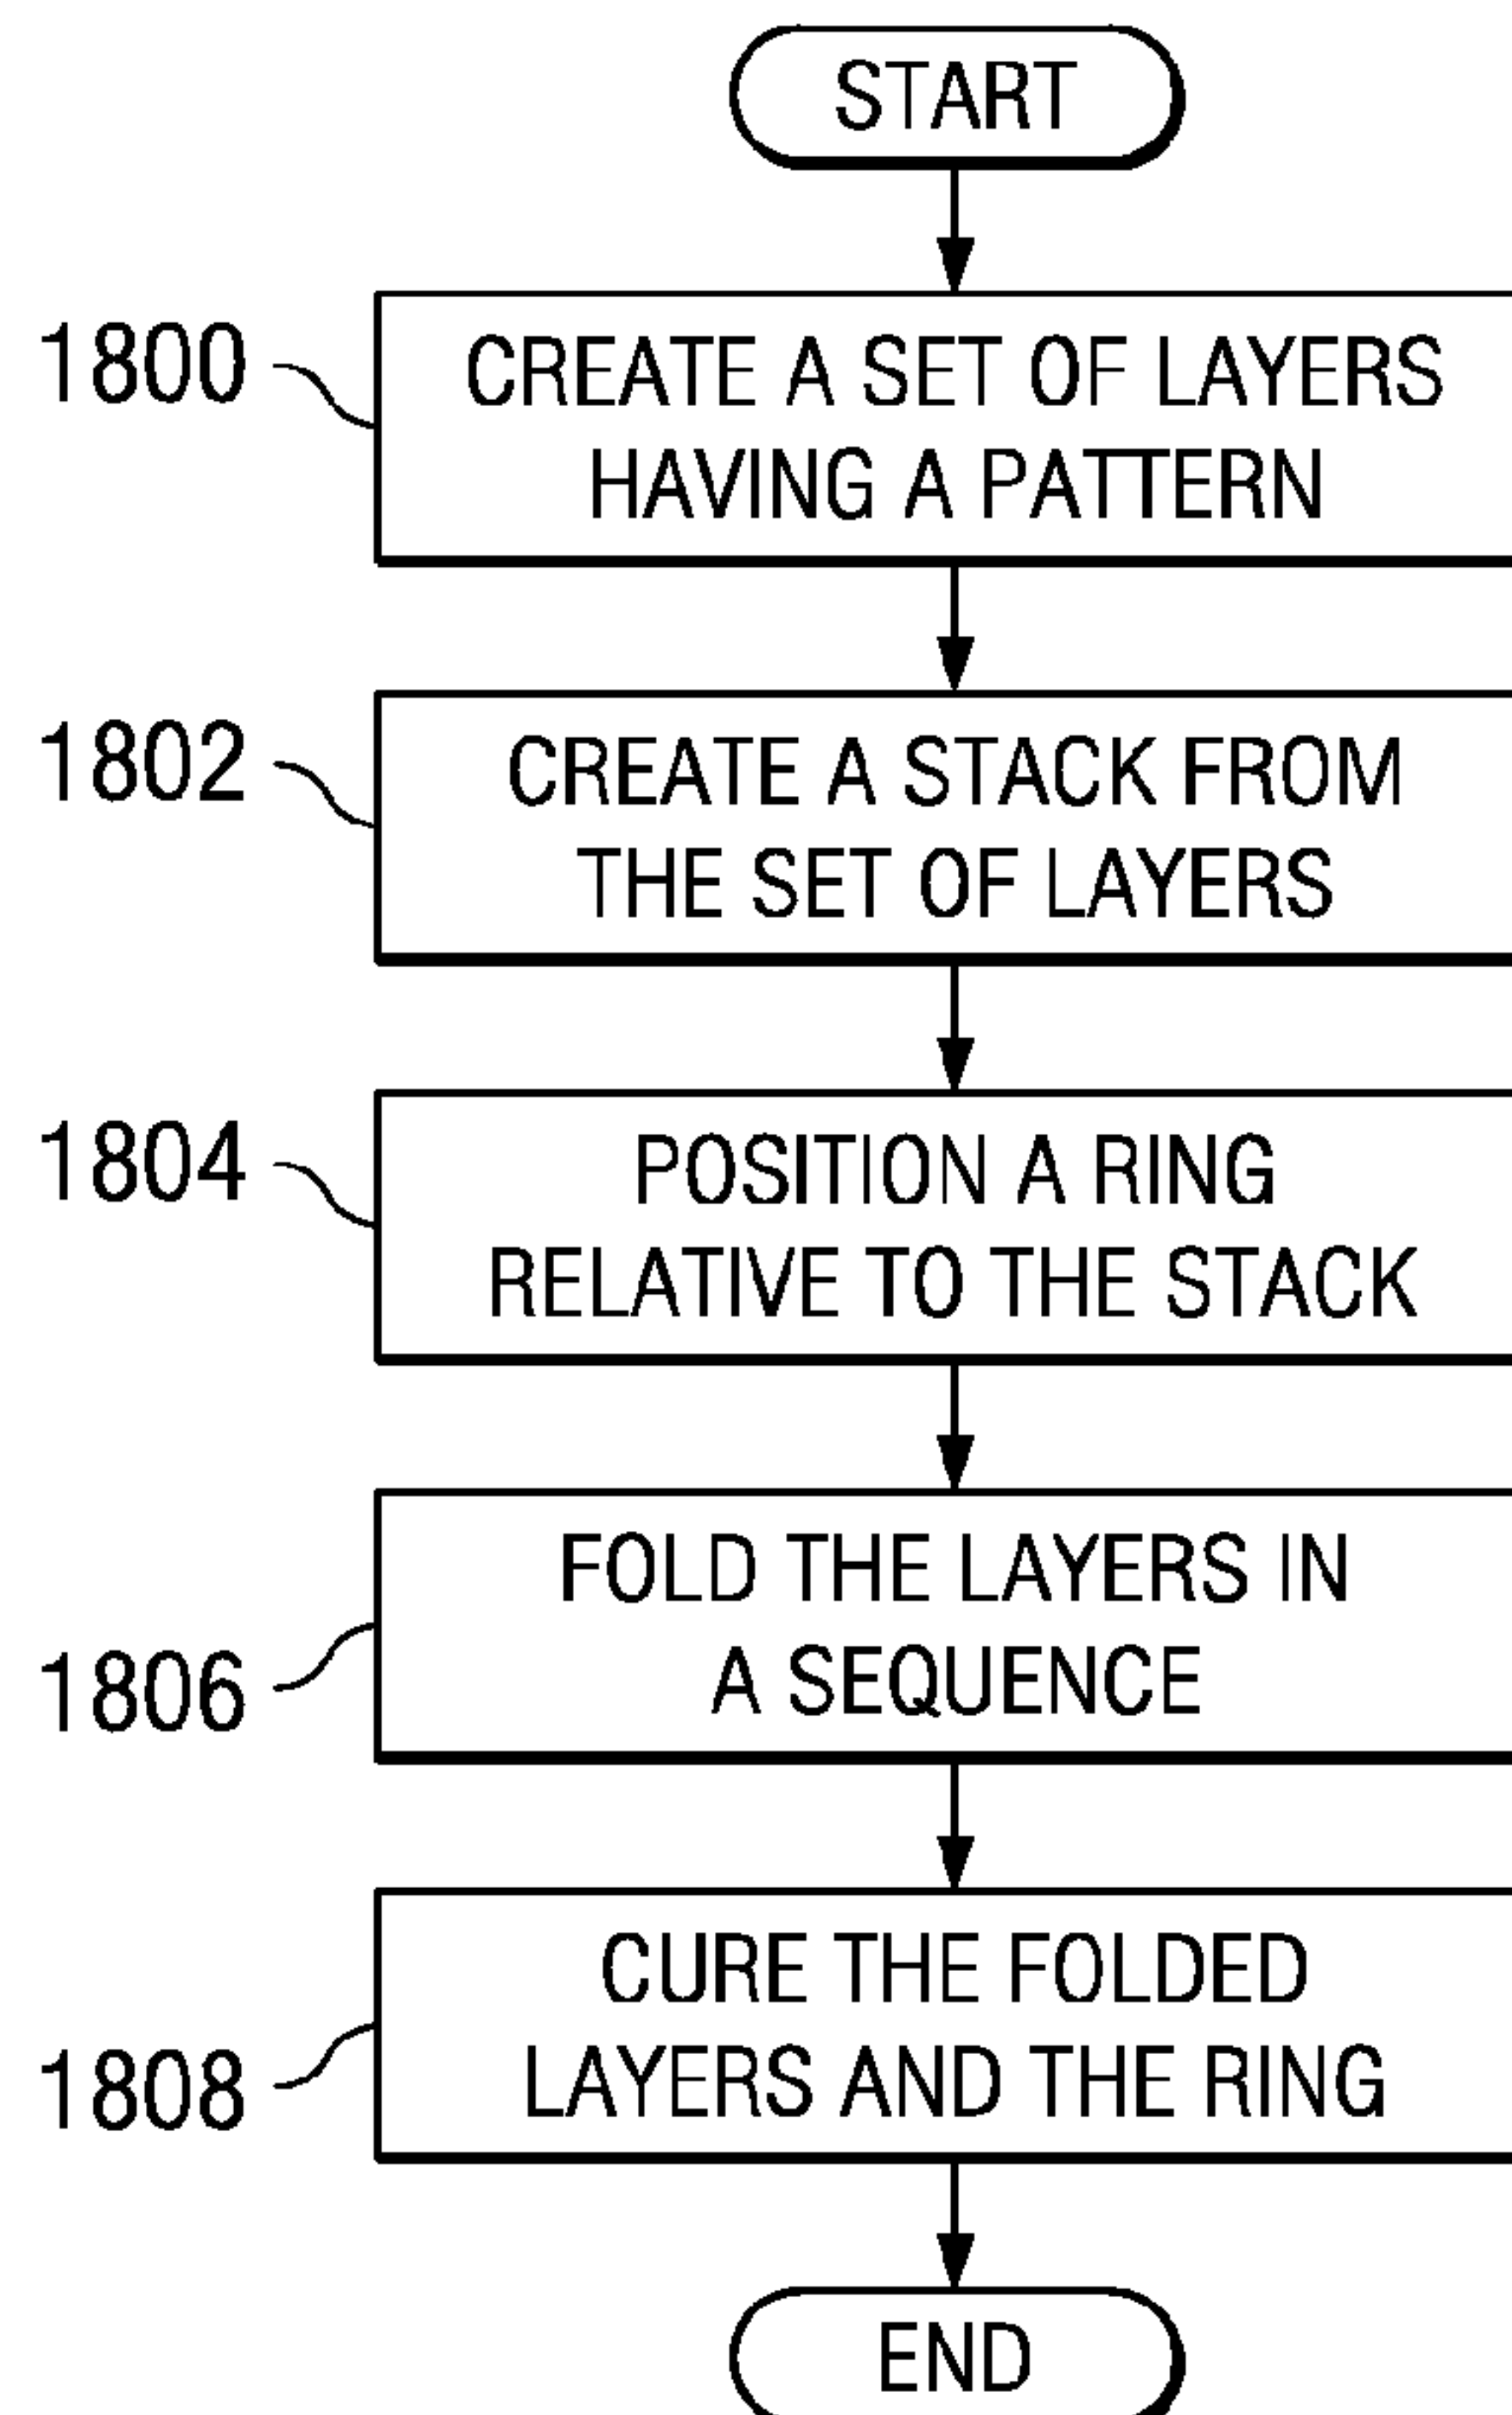 START
1800
CREATE A SET OF LAYERS
HAVING A PATTERN
1802
CREATE A STACK FROM
THE SET OF LAYERS
1804
POSITION A RING
RELATIVE TO THE STACK
1806
FOLD THE LAYERS IN
A SEQUENCE
1808
CURE THE FOLDED
LAYERS AND THE RING
END